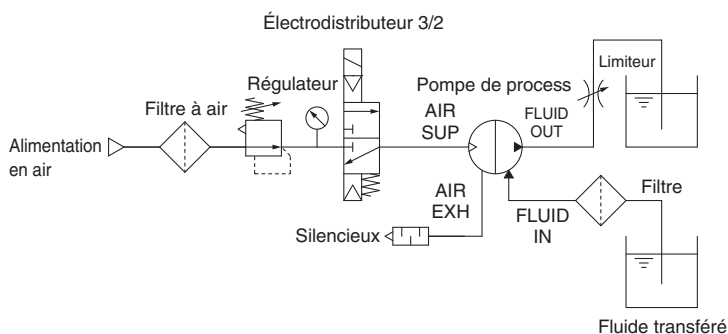 Électrodistributeur 3/2
Régulateur
Filtre à air
Alimentation
en air
Pompe de process
Limiteur
AIR
SUP
FLUID
OUT
AIR
EXH
FLUID
IN
Filtre
Silencieux
Fluide transféré